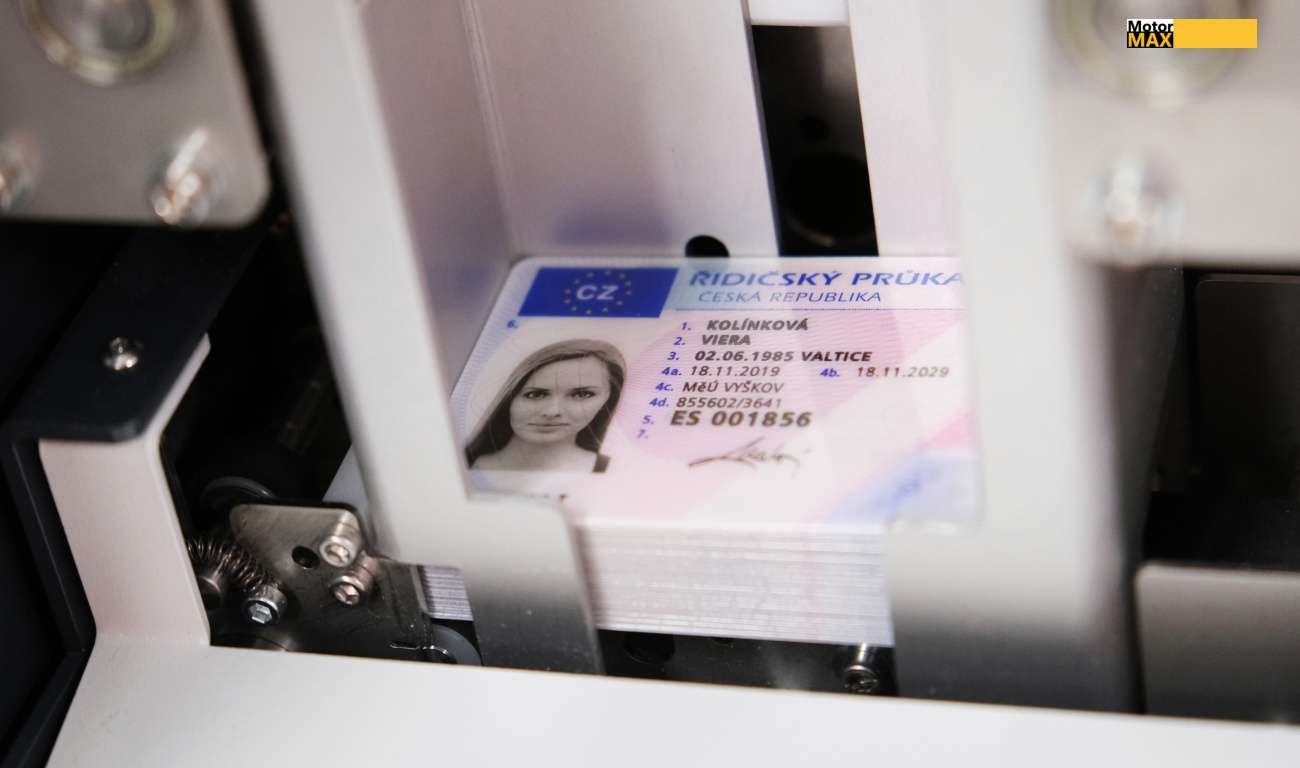 Motor
MAX
CZ
ŘIDIČSKÝ PRŮKA
ČESKÁ REPUBLIKA
6.
1. KOLÍNKOVÁ
2. VIERA
3. 02.06.1985 VALTICE
4a. 18.11.2019 4b. 18.11.2029
4c. MěÚ VYŠKOV
4d. 855602/3641
5. ES 001856
7.